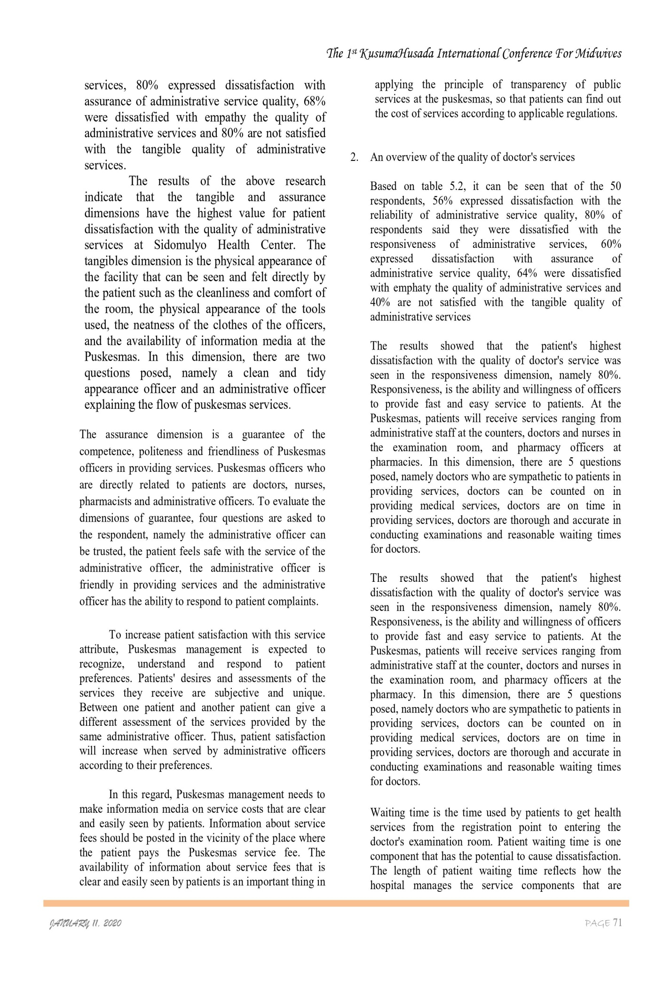 The 1st KusumaHusada International Conference For Midwives
services, 80% expressed dissatisfaction with
assurance of administrative service quality, 68%
were dissatisfied with empathy the quality of
administrative services and 80% are not satisfied
with the tangible quality of administrative
services.
The results of the above research
indicate that the tangible and assurance
dimensions have the highest value for patient
dissatisfaction with the quality of administrative
services at Sidomulyo Health Center. The
tangibles dimension is the physical appearance of
the facility that can be seen and felt directly by
the patient such as the cleanliness and comfort of
the room, the physical appearance of the tools
used, the neatness of the clothes of the officers,
and the availability of information media at the
Puskesmas. In this dimension, there are two
questions posed, namely a clean and tidy
appearance officer and an administrative officer
explaining the flow of puskesmas services.
The assurance dimension is a guarantee of the
competence, politeness and friendliness of Puskesmas
officers in providing services. Puskesmas officers who
are directly related to patients are doctors, nurses,
pharmacists and administrative officers. To evaluate the
dimensions of guarantee, four questions are asked to
the respondent, namely the administrative officer can
be trusted, the patient feels safe with the service of the
administrative officer, the administrative officer is
friendly in providing services and the administrative
officer has the ability to respond to patient complaints.
To increase patient satisfaction with this service
attribute, Puskesmas management is expected to
recognize, understand and respond to patient
preferences. Patients' desires and assessments of the
services they receive are subjective and unique.
Between one patient and another patient can give a
different assessment of the services provided by the
same administrative officer. Thus, patient satisfaction
will increase when served by administrative officers
according to their preferences.
In this regard, Puskesmas management needs to
make information media on service costs that are clear
and easily seen by patients. Information about service
fees should be posted in the vicinity of the place where
the patient pays the Puskesmas service fee. The
availability of information about service fees that is
clear and easily seen by patients is an important thing in
applying the principle of transparency of public
services at the puskesmas, so that patients can find out
the cost of services according to applicable regulations.
2. An overview of the quality of doctor's services
Based on table 5.2, it can be seen that of the 50
respondents, 56% expressed dissatisfaction with the
reliability of administrative service quality, 80% of
respondents said they were dissatisfied with the
responsiveness of administrative services, 60%
expressed dissatisfaction with assurance of
administrative service quality, 64% were dissatisfied
with emphaty the quality of administrative services and
40% are not satisfied with the tangible quality of
administrative services
The results showed that the patient's highest
dissatisfaction with the quality of doctor's service was
seen in the responsiveness dimension, namely 80%.
Responsiveness, is the ability and willingness of officers
to provide fast and easy service to patients. At the
Puskesmas, patients will receive services ranging from
administrative staff at the counters, doctors and nurses in
the examination room, and pharmacy officers at
pharmacies. In this dimension, there are 5 questions
posed, namely doctors who are sympathetic to patients in
providing services, doctors can be counted on in
providing medical services, doctors are on time in
providing services, doctors are thorough and accurate in
conducting examinations and reasonable waiting times
for doctors.
The results showed that the patient's highest
dissatisfaction with the quality of doctor's service was
seen in the responsiveness dimension, namely 80%.
Responsiveness, is the ability and willingness of officers
to provide fast and easy service to patients. At the
Puskesmas, patients will receive services ranging from
administrative staff at the counter, doctors and nurses in
the examination room, and pharmacy officers at the
pharmacy. In this dimension, there are 5 questions
posed, namely doctors who are sympathetic to patients in
providing services, doctors can be counted on in
providing medical services, doctors are on time in
providing services, doctors are thorough and accurate in
conducting examinations and reasonable waiting times
for doctors.
Waiting time is the time used by patients to get health
services from the registration point to entering the
doctor's examination room. Patient waiting time is one
component that has the potential to cause dissatisfaction.
The length of patient waiting time reflects how the
hospital manages the service components that are
JANUARY 11, 2020
PAGE 71